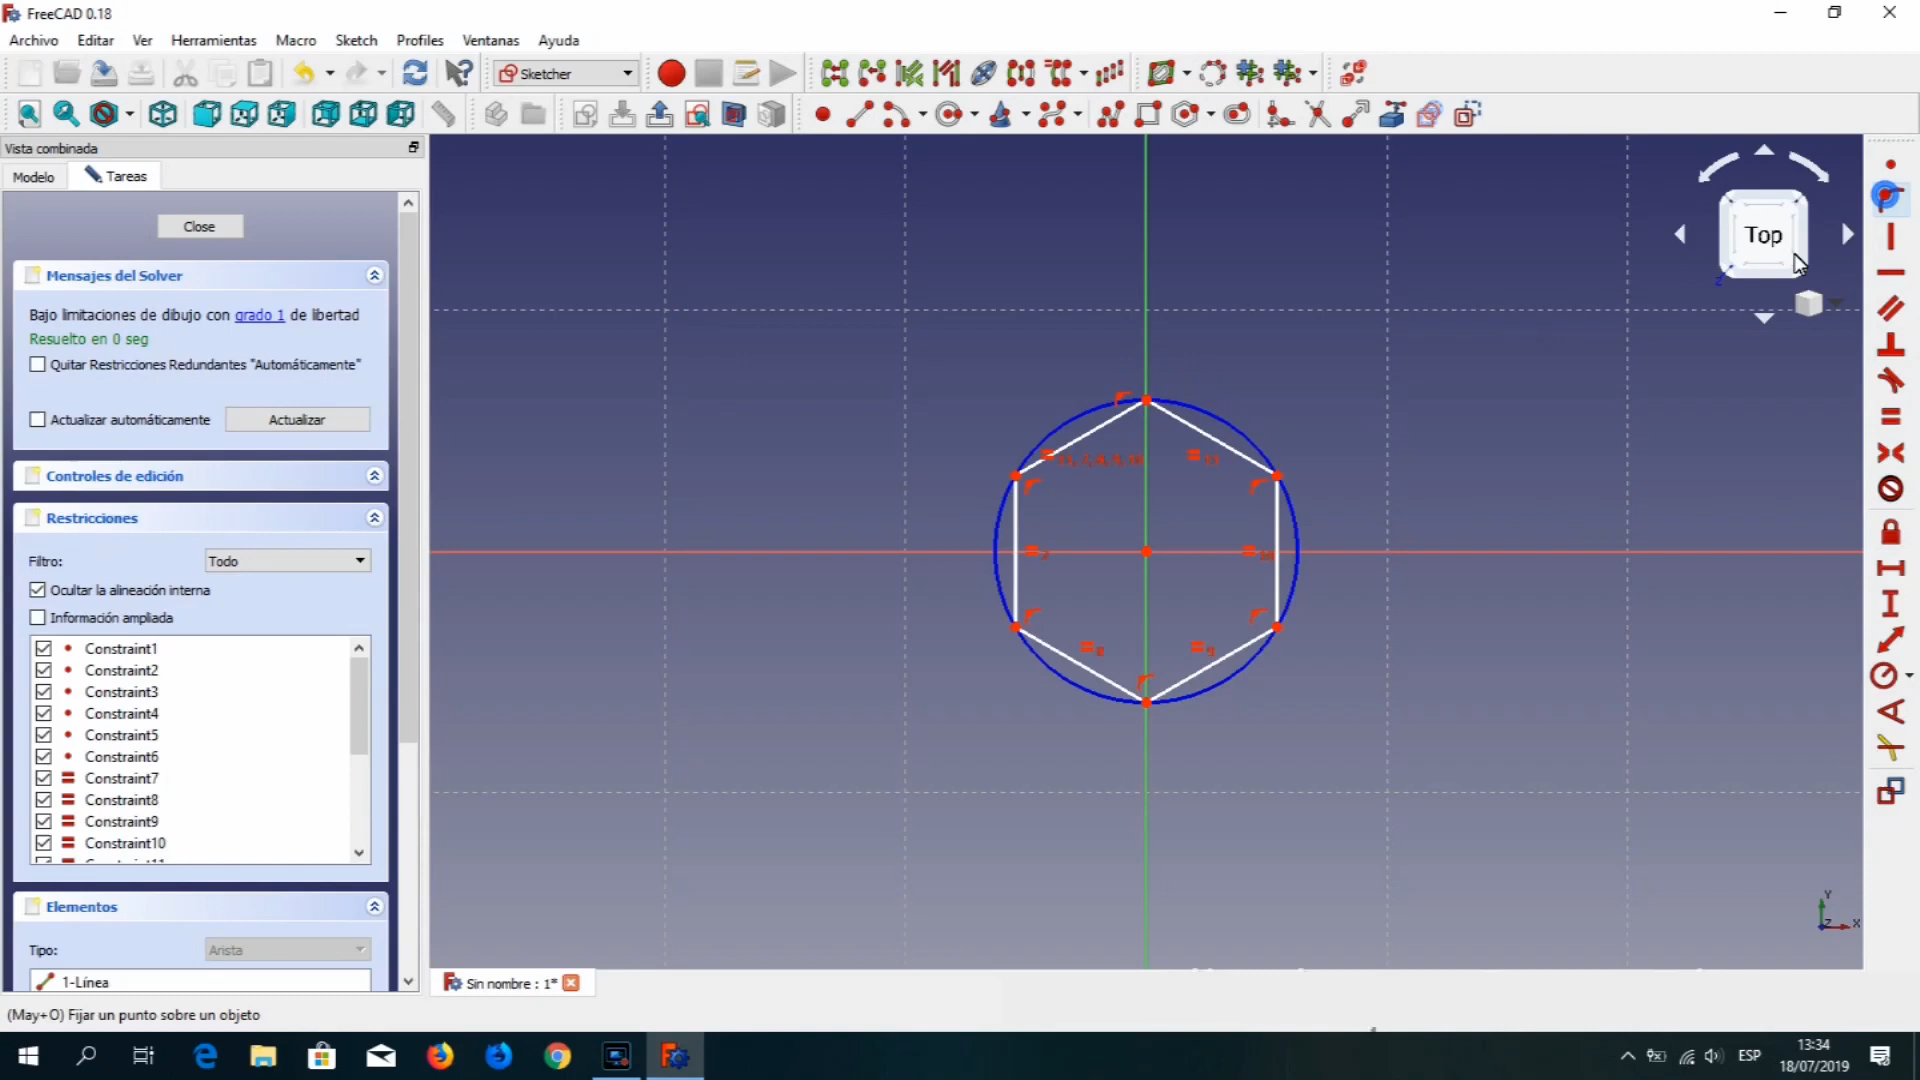 FreeCAD 0.18
Archivo Editar Ver Herramientas Macro Sketch Profiles Ventanas Ayuda
Sketcher
Vista combinada
Modelo Tareas
Close
Mensajes del Solver
Bajo limitaciones de dibujo con grado 1 de libertad
Resuelto en 0 seg
Quitar Restricciones Redundantes "Automáticamente"
Actualizar automáticamente Actualizar
Controles de edición
Restricciones
Filtro: Todo
Ocultar la alineación interna
Información ampliada
Constraint1
Constraint2
Constraint3
Constraint4
Constraint5
Constraint6
Constraint7
Constraint8
Constraint9
Constraint10
Elementos
Tipo: Arista
1-Línea
Top
Z
Y
Z
X
Sin nombre : 1*
(May+O) Fijar un punto sobre un objeto
ESP
13:34
18/07/2019